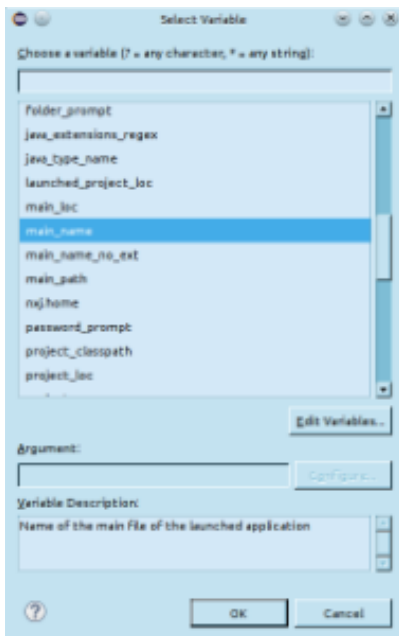 Select Variable
Choose a variable (? = any character, * = any string):
folder_prompt
java_extensions_regex
java_type_name
launched_project_loc
main_loc
main_name
main_name_no_ext
main_path
nxj.home
password_prompt
project_classpath
project_loc
Edit Variables...
Argument:
Configure...
Variable Description:
Name of the main file of the launched application
?
OK
Cancel